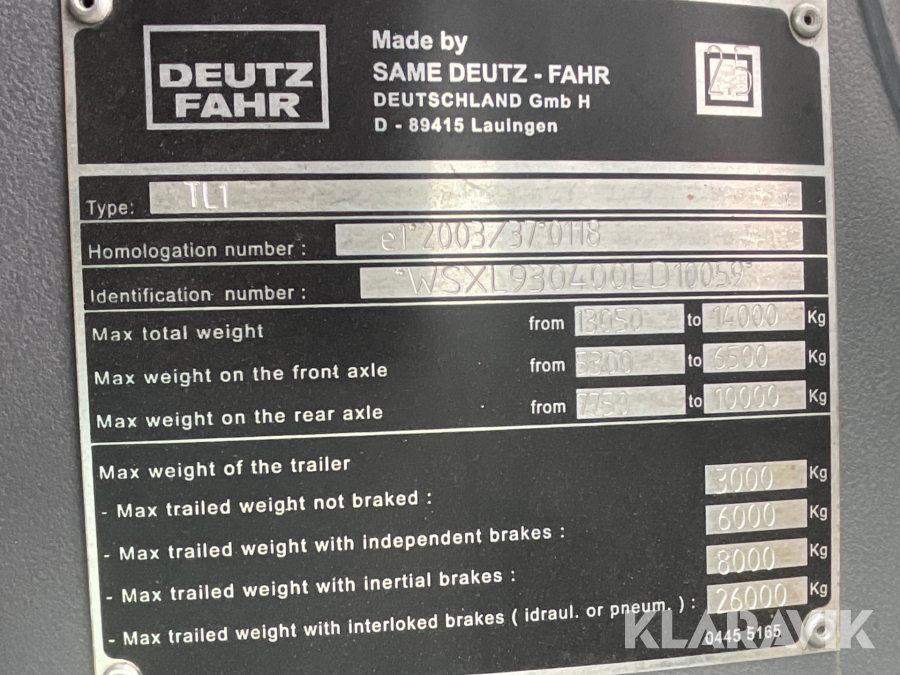 DEUTZ
FAHR
Made by
SAME DEUTZ - FAHR
DEUTSCHLAND Gmb H
D - 89415 Lauingen
25
Type: TL1
Homologation number : e1*2003/37*0118
Identification number : *WSXL930400LD10059*
Max total weight from 13050 to 14000 Kg
Max weight on the front axle from 5300 to 6500 Kg
Max weight on the rear axle from 7750 to 10000 Kg
Max weight of the trailer
- Max trailed weight not braked : 3000 Kg
- Max trailed weight with independent brakes : 6000 Kg
- Max trailed weight with inertial brakes : 8000 Kg
- Max trailed weight with interloked brakes ( idraul. or pneum. ) : 26000 Kg
0445 5165
KLARAVIK